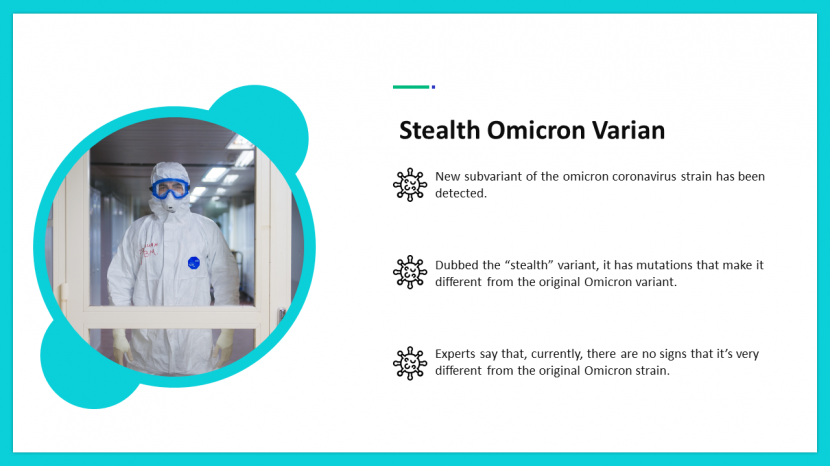 Stealth Omicron Varian
New subvariant of the omicron coronavirus strain has been
detected.
Dubbed the “stealth” variant, it has mutations that make it
different from the original Omicron variant.
Experts say that, currently, there are no signs that it’s very
different from the original Omicron strain.